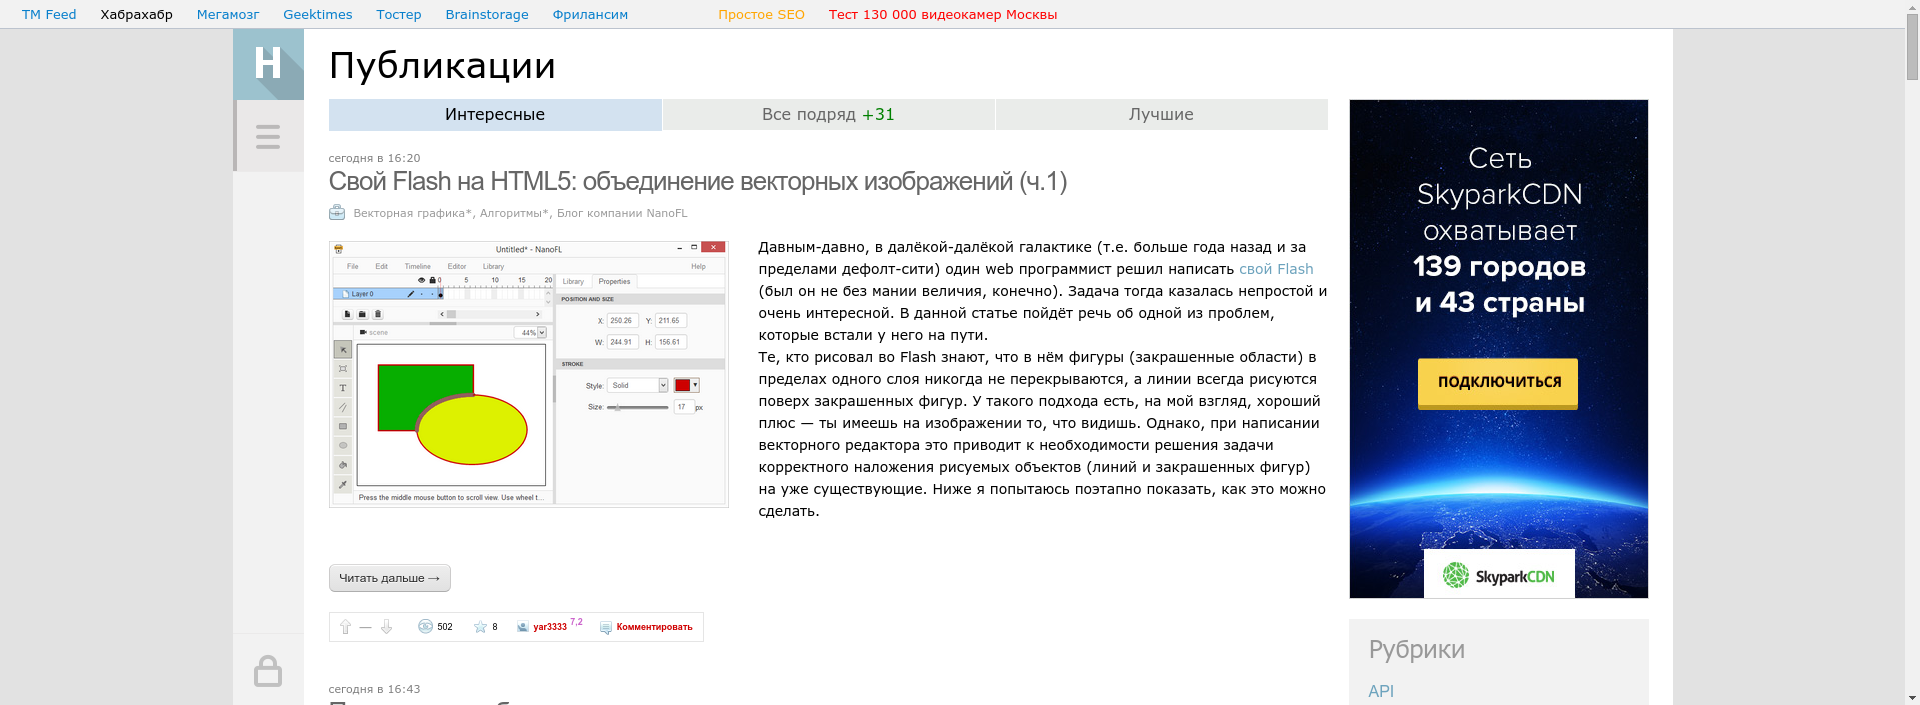 TM Feed Хабрахабр Мегамозг Geektimes Тостер Brainstorage Фрилансим Простое SEO Тест 130 000 видеокамер Москвы
H
Публикации
Интересные Все подряд +31 Лучшие
сегодня в 16:20
Свой Flash на HTML5: объединение векторных изображений (ч.1)
Векторная графика*, Алгоритмы*, Блог компании NanoFL
Untitled* - NanoFL
File Edit Timeline Editor Library Help
0 5 10 15 20
Layer 0
scene
44%
T
Press the middle mouse button to scroll view. Use wheel t...
Library Properties
POSITION AND SIZE
X: 250.26 Y: 211.65
W: 244.91 H: 156.61
STROKE
Style: Solid
Size: 17 px
Давным-давно, в далёкой-далёкой галактике (т.е. больше года назад и за
пределами дефолт-сити) один web программист решил написать свой Flash
(был он не без мании величия, конечно). Задача тогда казалась непростой и
очень интересной. В данной статье пойдёт речь об одной из проблем,
которые встали у него на пути.
Те, кто рисовал во Flash знают, что в нём фигуры (закрашенные области) в
пределах одного слоя никогда не перекрываются, а линии всегда рисуются
поверх закрашенных фигур. У такого подхода есть, на мой взгляд, хороший
плюс — ты имеешь на изображении то, что видишь. Однако, при написании
векторного редактора это приводит к необходимости решения задачи
корректного наложения рисуемых объектов (линий и закрашенных фигур)
на уже существующие. Ниже я попытаюсь поэтапно показать, как это можно
сделать.
Читать дальше →
— 502 8 yar3333 7,2 Комментировать
сегодня в 16:43
Сеть
SkyparkCDN
охватывает
139 городов
и 43 страны
ПОДКЛЮЧИТЬСЯ
SkyparkCDN
Рубрики
API